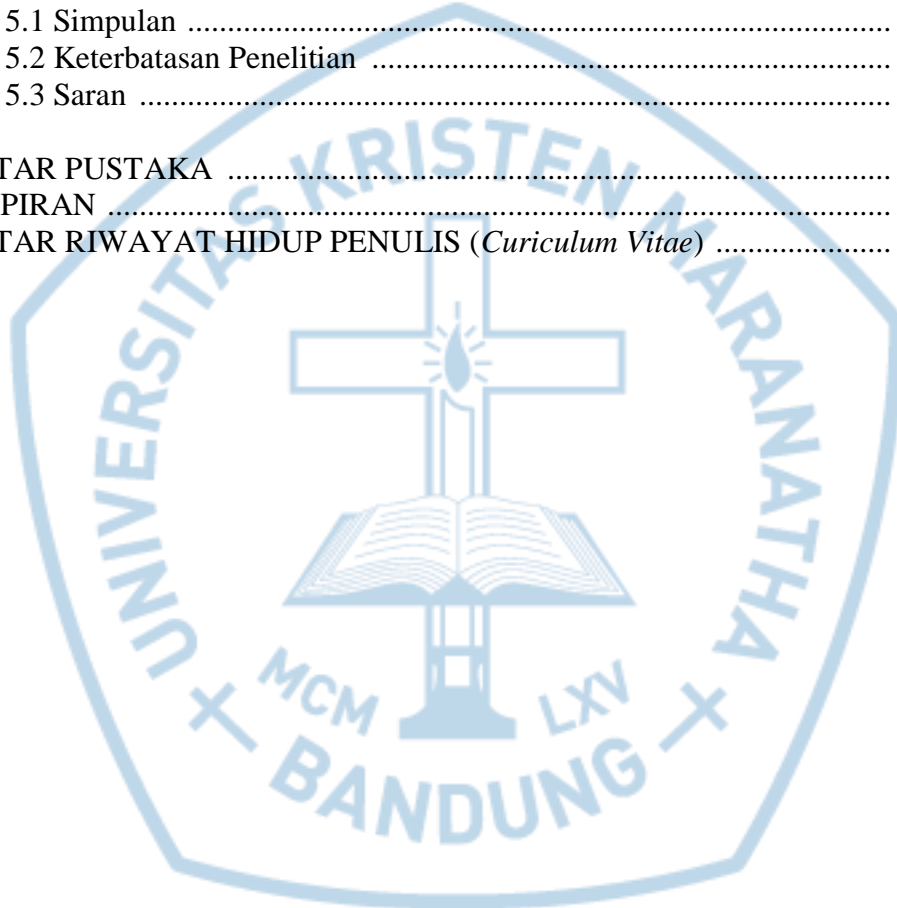 5.1 Simpulan ........................................................................................
5.2 Keterbatasan Penelitian .................................................................
5.3 Saran ..............................................................................................
TAR PUSTAKA ...................................................................................
PIRAN ..................................................................................................
TAR RIWAYAT HIDUP PENULIS (Curiculum Vitae) ......................
UNIVERSITAS KRISTEN MARANATHA
MCM LXV
BANDUNG